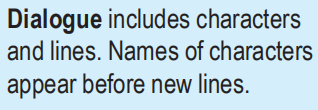 Dialogue includes characters
and lines. Names of characters
appear before new lines.